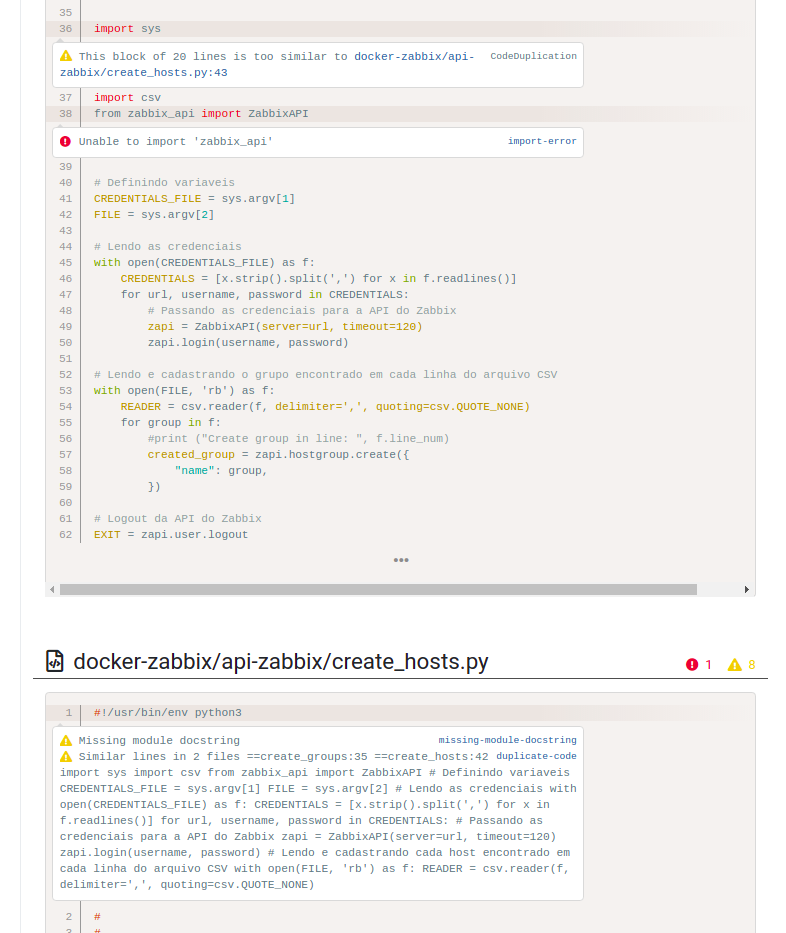 35
36 import sys
This block of 20 lines is too similar to docker-zabbix/api- CodeDuplication
zabbix/create_hosts.py:43
37 import csv
38 from zabbix_api import ZabbixAPI
Unable to import 'zabbix_api' import-error
39
40 # Definindo variaveis
41 CREDENTIALS_FILE = sys.argv[1]
42 FILE = sys.argv[2]
43
44 # Lendo as credenciais
45 with open(CREDENTIALS_FILE) as f:
46     CREDENTIALS = [x.strip().split(',') for x in f.readlines()]
47     for url, username, password in CREDENTIALS:
48         # Passando as credenciais para a API do Zabbix
49         zapi = ZabbixAPI(server=url, timeout=120)
50         zapi.login(username, password)
51
52 # Lendo e cadastrando o grupo encontrado em cada linha do arquivo CSV
53 with open(FILE, 'rb') as f:
54     READER = csv.reader(f, delimiter=',', quoting=csv.QUOTE_NONE)
55     for group in f:
56         #print ("Create group in line: ", f.line_num)
57         created_group = zapi.hostgroup.create({
58             "name": group,
59         })
60
61 # Logout da API do Zabbix
62 EXIT = zapi.user.logout
•••
docker-zabbix/api-zabbix/create_hosts.py 1 8
1 #!/usr/bin/env python3
Missing module docstring missing-module-docstring
Similar lines in 2 files ==create_groups:35 ==create_hosts:42 duplicate-code
import sys import csv from zabbix_api import ZabbixAPI # Definindo variaveis
CREDENTIALS_FILE = sys.argv[1] FILE = sys.argv[2] # Lendo as credenciais with
open(CREDENTIALS_FILE) as f: CREDENTIALS = [x.strip().split(',') for x in
f.readlines()] for url, username, password in CREDENTIALS: # Passando as
credenciais para a API do Zabbix zapi = ZabbixAPI(server=url, timeout=120)
zapi.login(username, password) # Lendo e cadastrando cada host encontrado em
cada linha do arquivo CSV with open(FILE, 'rb') as f: READER = csv.reader(f,
delimiter=',', quoting=csv.QUOTE_NONE)
2 #
3 #